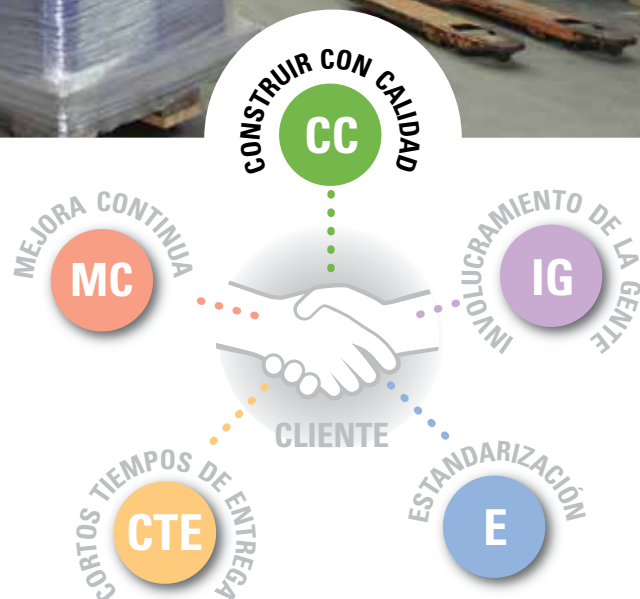 CONSTRUIR CON CALIDAD
CC
MEJORA CONTINUA
MC
INVOLUCRAMIENTO DE LA GENTE
IG
CLIENTE
CORTOS TIEMPOS DE ENTREGA
CTE
ESTANDARIZACIÓN
E